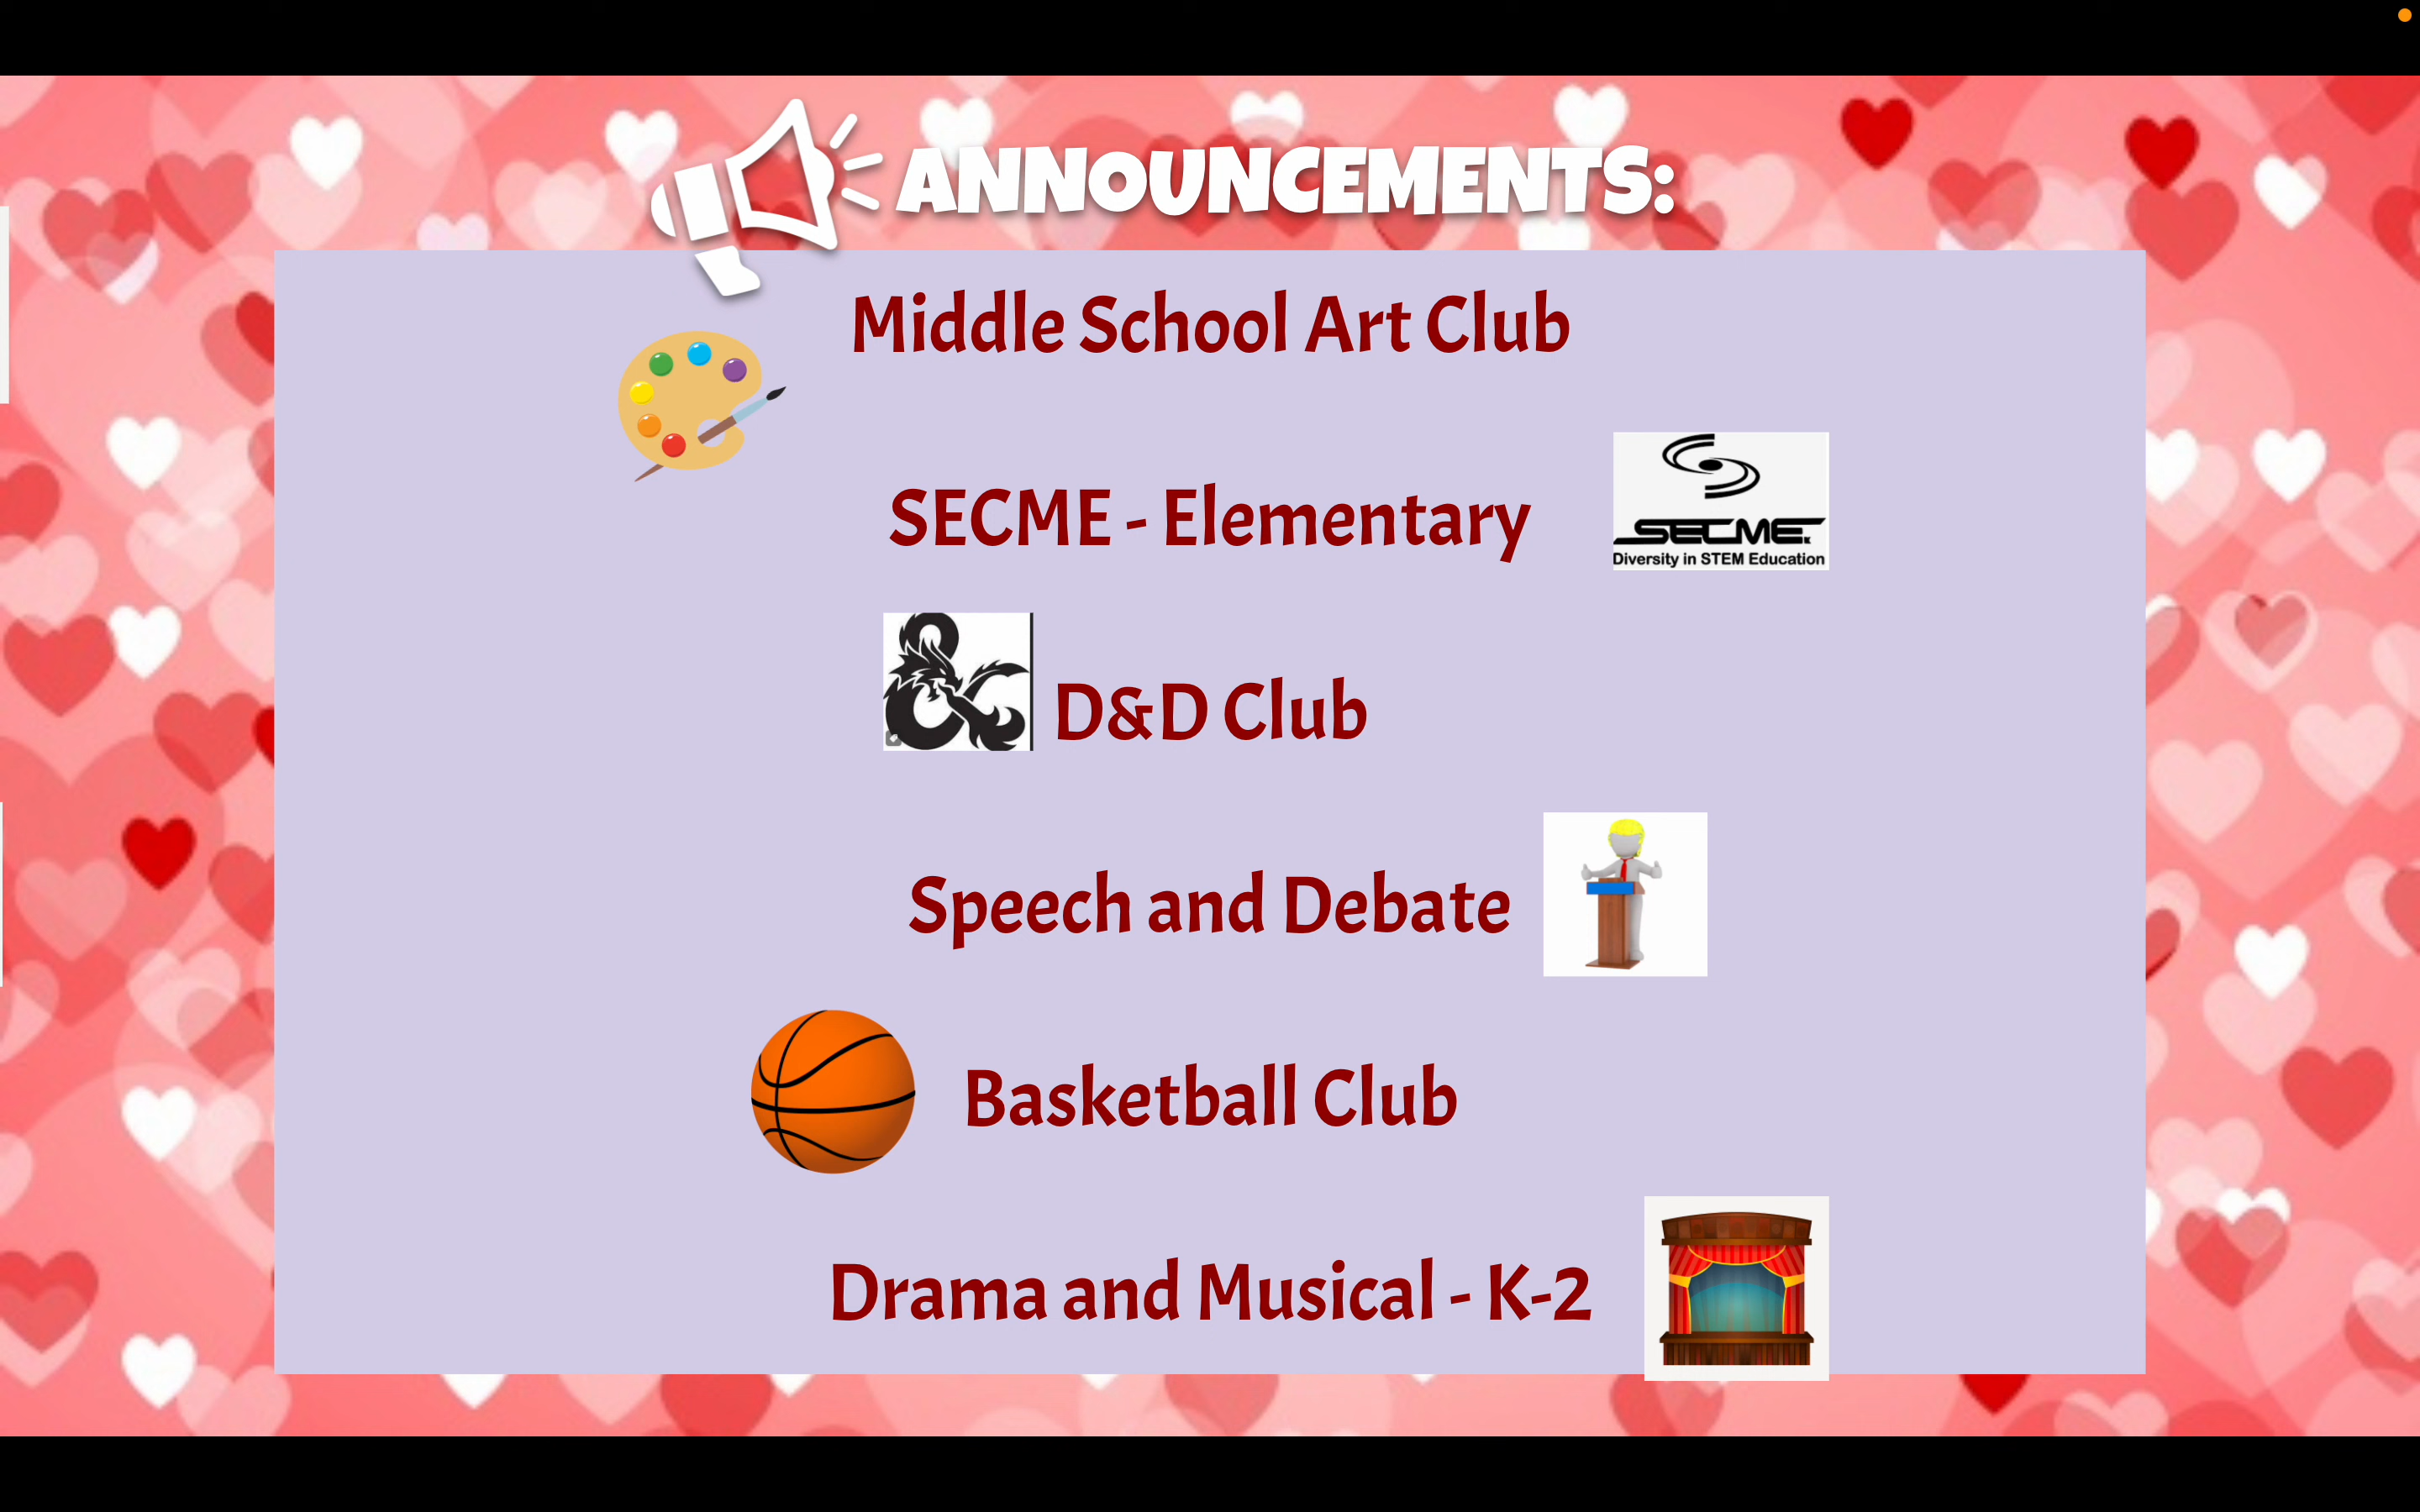 ANNOUNCEMENTS:
Middle School Art Club
SECME - Elementary
SECME
Diversity in STEM Education
D&D Club
Speech and Debate
Basketball Club
Drama and Musical - K-2